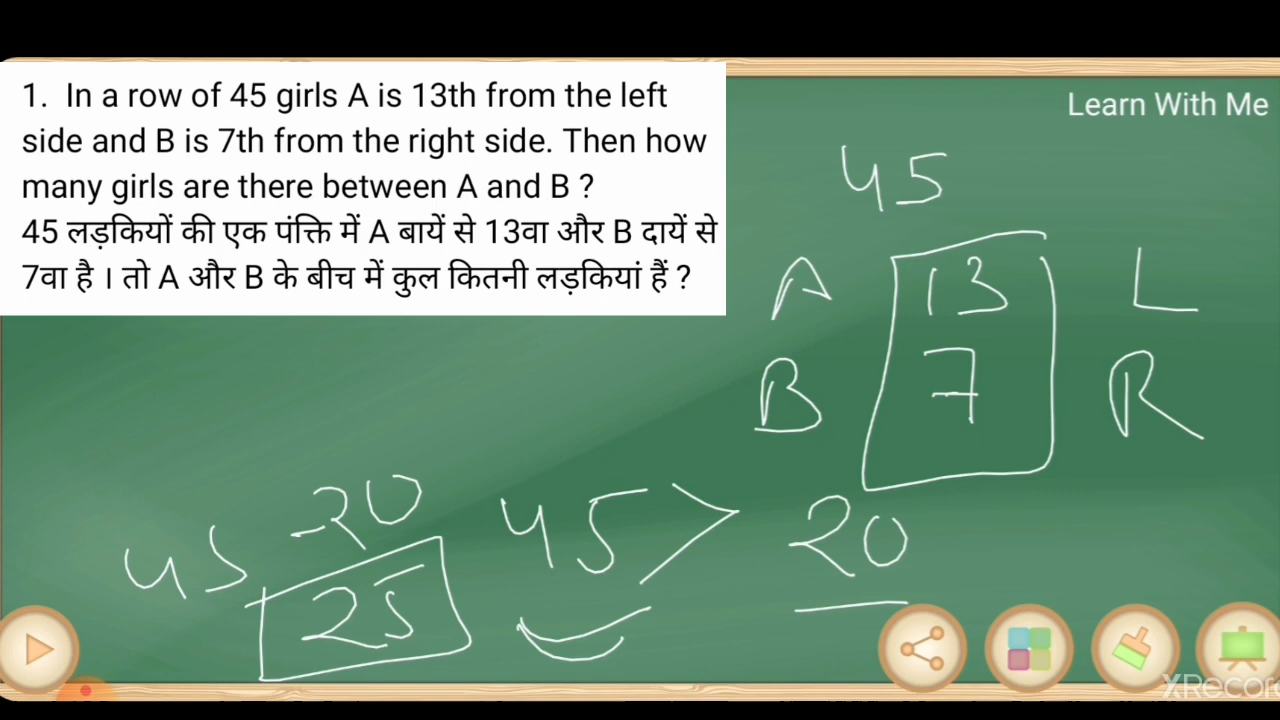 1. In a row of 45 girls A is 13th from the left
side and B is 7th from the right side. Then how
many girls are there between A and B ?
45 लड़कियों की एक पंक्ति में A बायें से 13वा और B दायें से
7वा है । तो A और B के बीच में कुल कितनी लड़कियां हैं ?
Learn With Me
45
A 13 L
B 7 R
45 - 20
25
45 > 20
XRecor